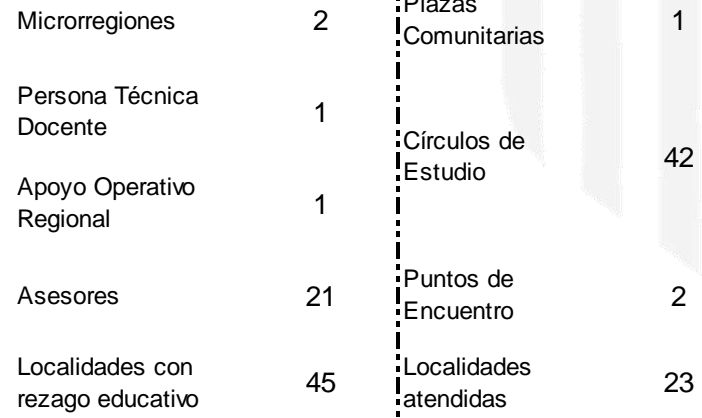 Microrregiones 2
Persona Técnica
Docente 1
Apoyo Operativo
Regional 1
Asesores 21
Localidades con
rezago educativo 45
Plazas
Comunitarias 1
Círculos de
Estudio 42
Puntos de
Encuentro 2
Localidades
atendidas 23